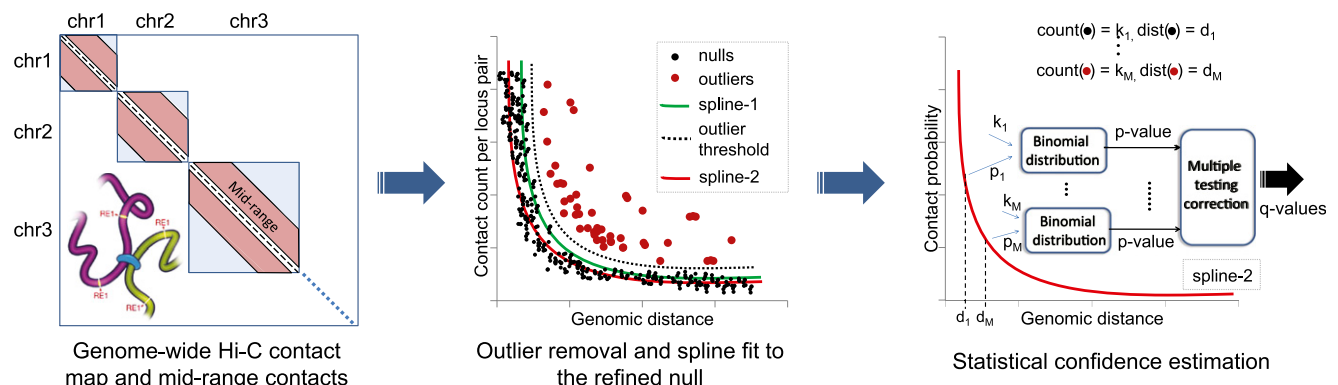 chr1 chr2 chr3
chr1
chr2
chr3
Mid-range
RE1
RE1
RE1
RE1
Genome-wide Hi-C contact
map and mid-range contacts
Contact count per locus pair
nulls
outliers
spline-1
outlier
threshold
spline-2
Genomic distance
Outlier removal and spline fit to
the refined null
count(●) = k1, dist(●) = d1
⋮
count(●) = kM, dist(●) = dM
Contact probability
k1
p1
Binomial
distribution
p-value
kM
pM
Binomial
distribution
p-value
Multiple
testing
correction
q-values
spline-2
d1 dM Genomic distance
Statistical confidence estimation